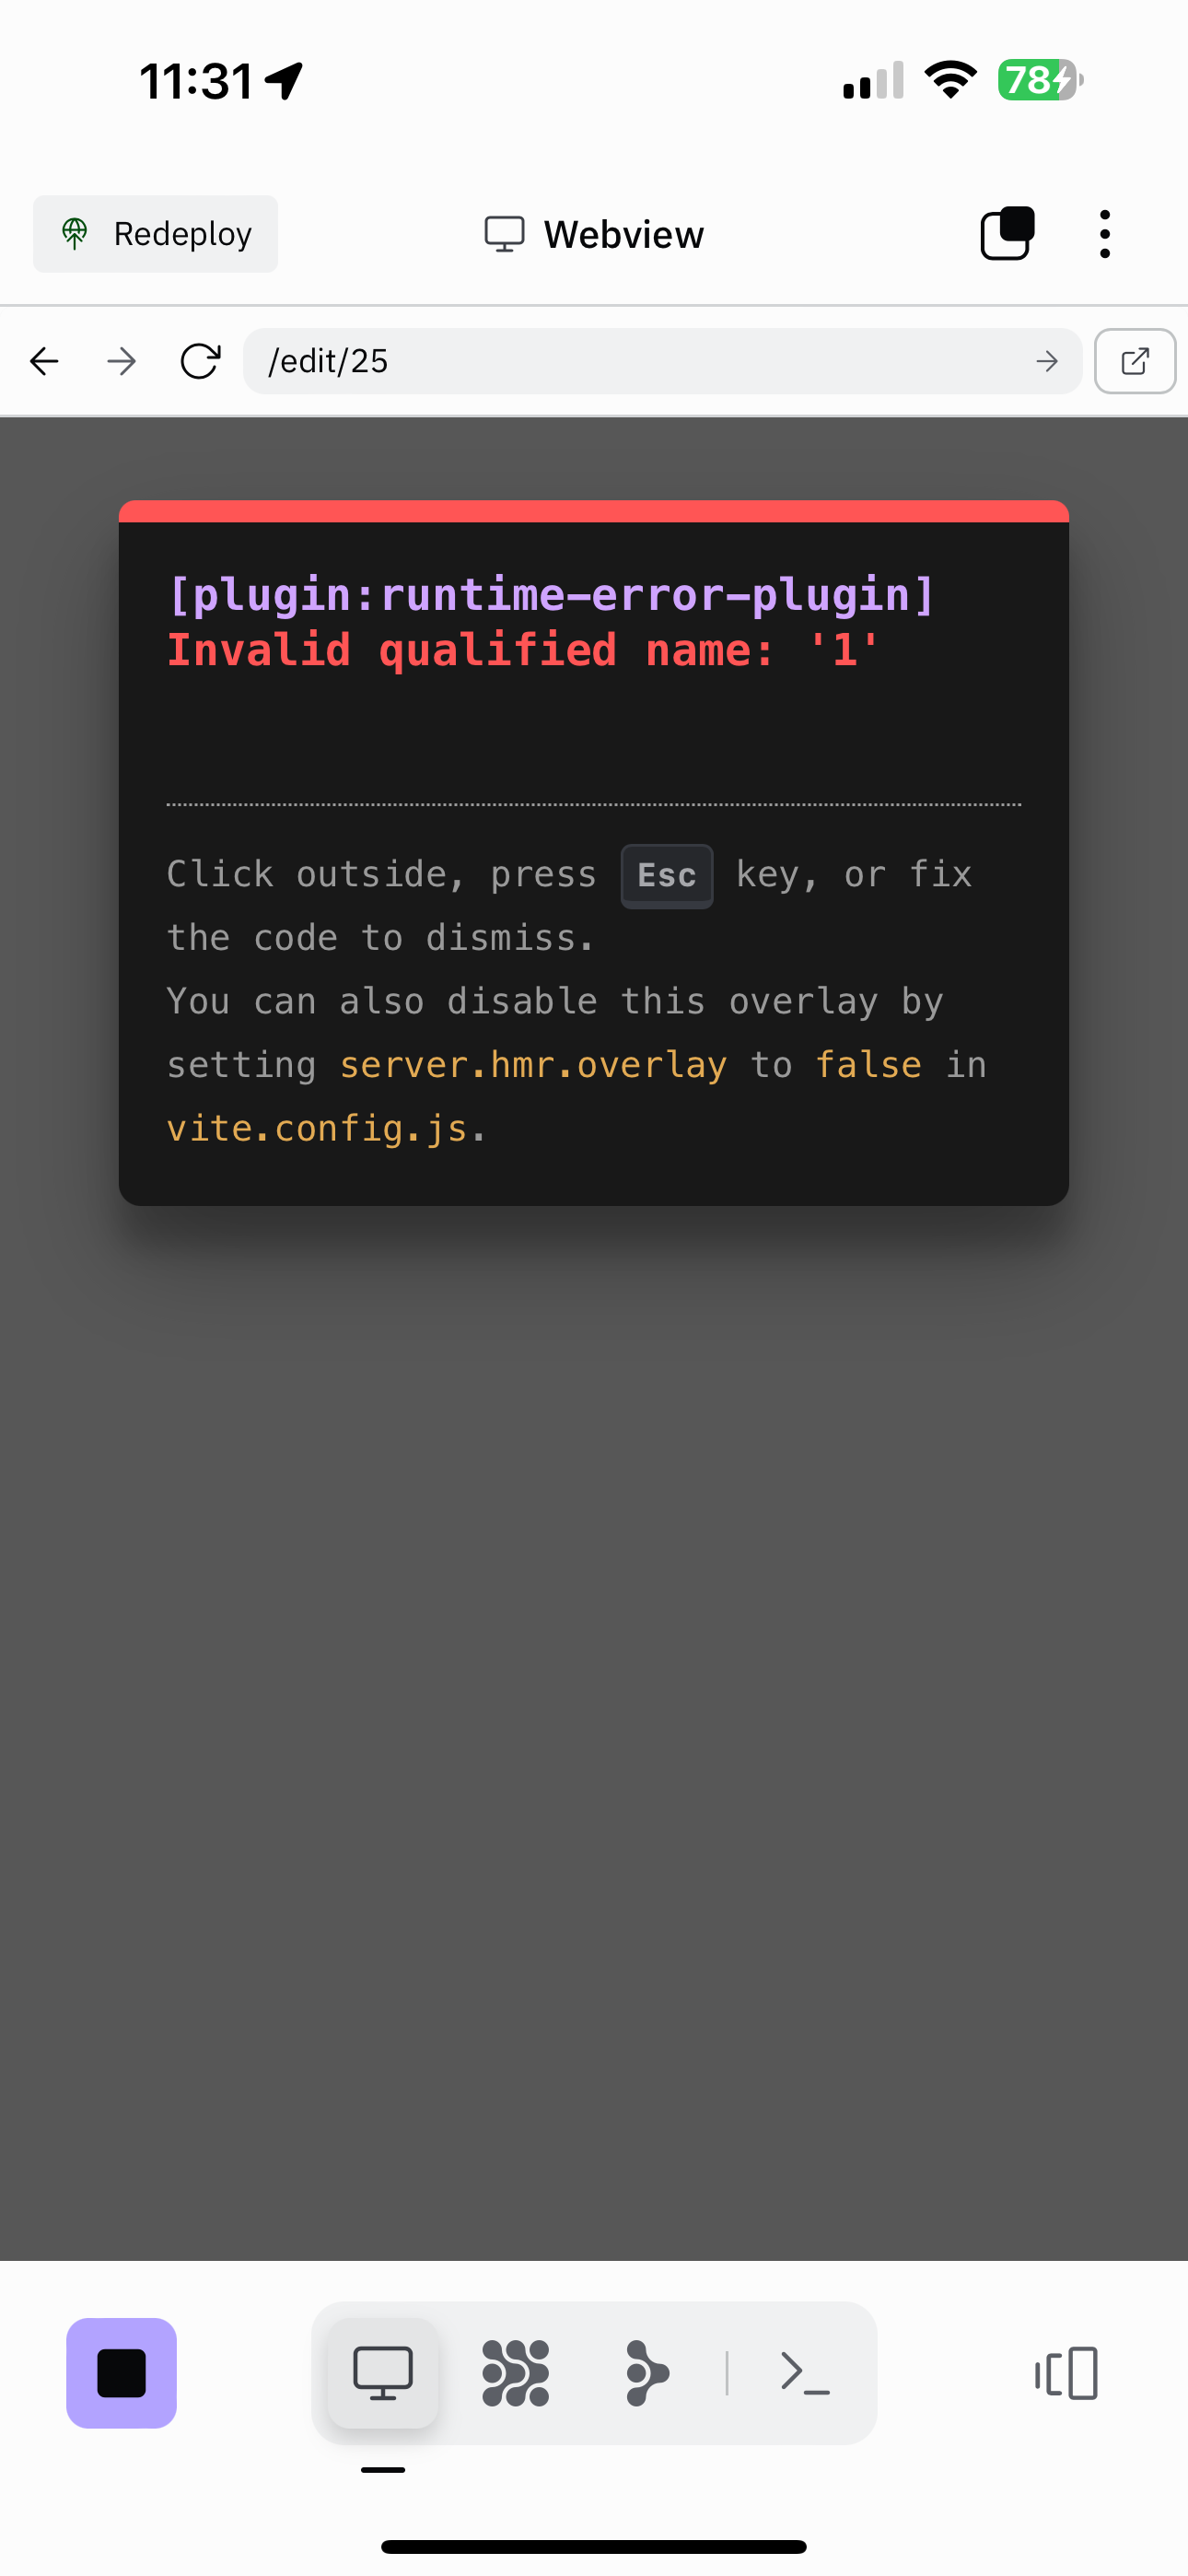 11:31
78
Redeploy
Webview
/edit/25
[plugin:runtime-error-plugin]
Invalid qualified name: '1'
Click outside, press Esc key, or fix
the code to dismiss.
You can also disable this overlay by
setting server.hmr.overlay to false in
vite.config.js.